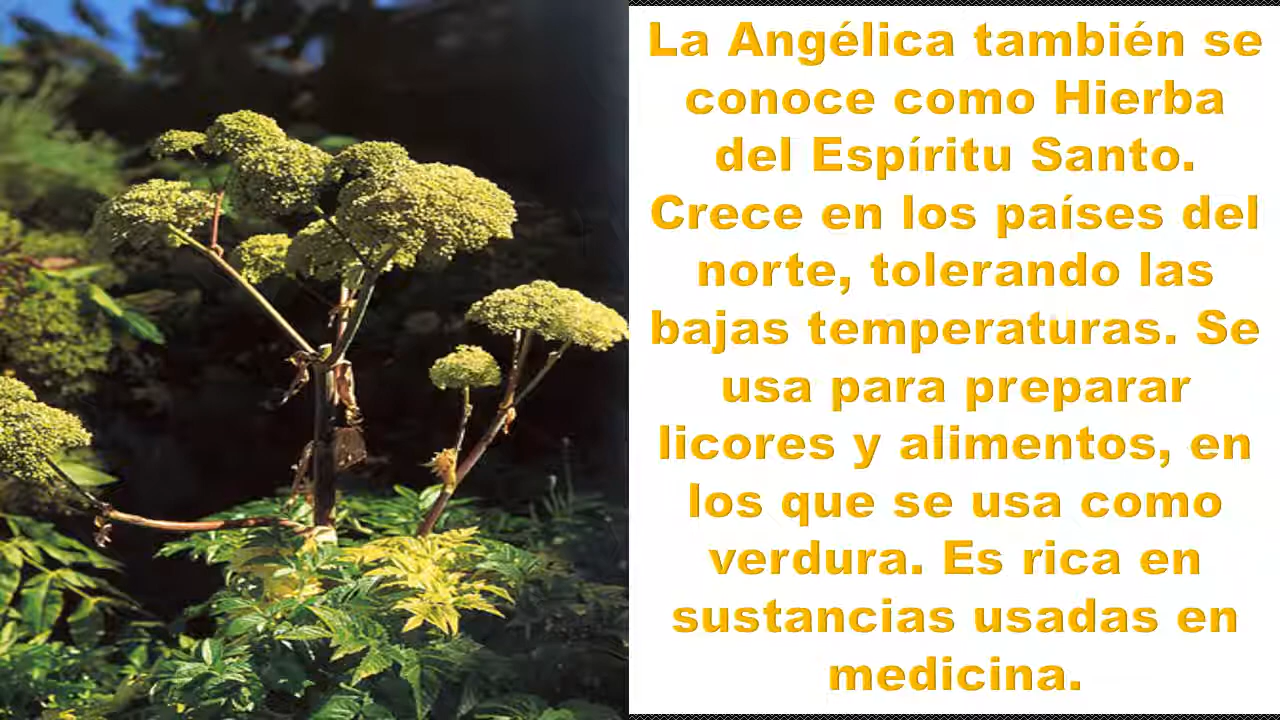 La Angélica también se
conoce como Hierba
del Espíritu Santo.
Crece en los países del
norte, tolerando las
bajas temperaturas. Se
usa para preparar
licores y alimentos, en
los que se usa como
verdura. Es rica en
sustancias usadas en
medicina.